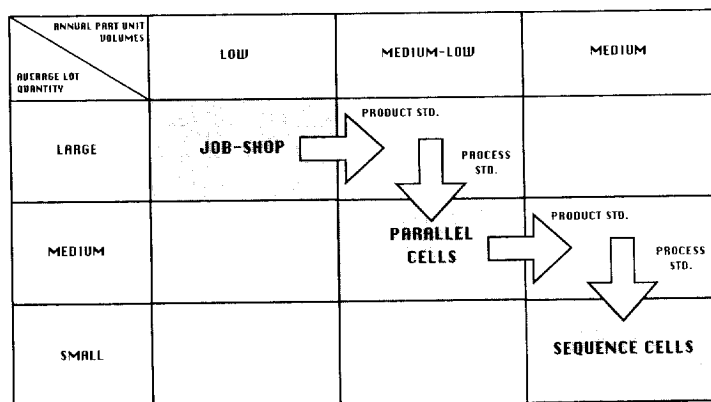 ANNUAL PART UNIT
VOLUMES
AVERAGE LOT
QUANTITY
LOW
MEDIUM-LOW
MEDIUM
LARGE
JOB-SHOP
PRODUCT STD.
PROCESS
STD.
MEDIUM
PARALLEL
CELLS
PRODUCT STD.
PROCESS
STD.
SMALL
SEQUENCE CELLS